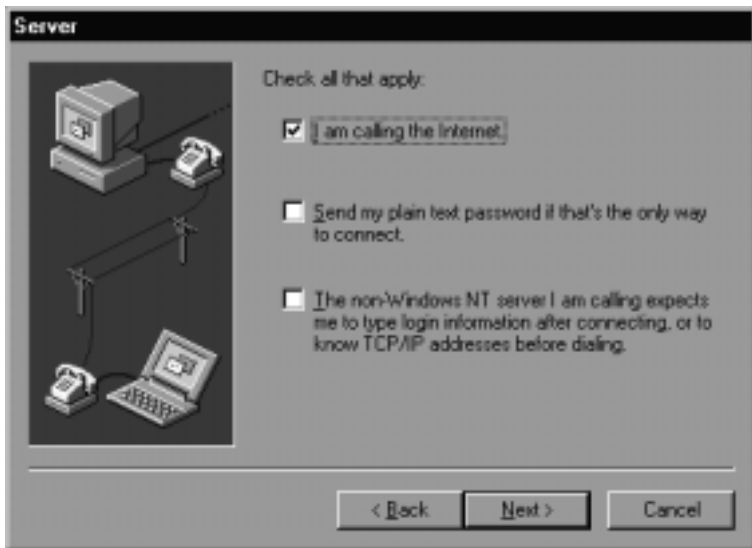 Server
Check all that apply:
I am calling the Internet.
Send my plain text password if that's the only way
to connect.
The non-Windows NT server I am calling expects
me to type login information after connecting, or to
know TCP/IP addresses before dialing.
< Back
Next >
Cancel